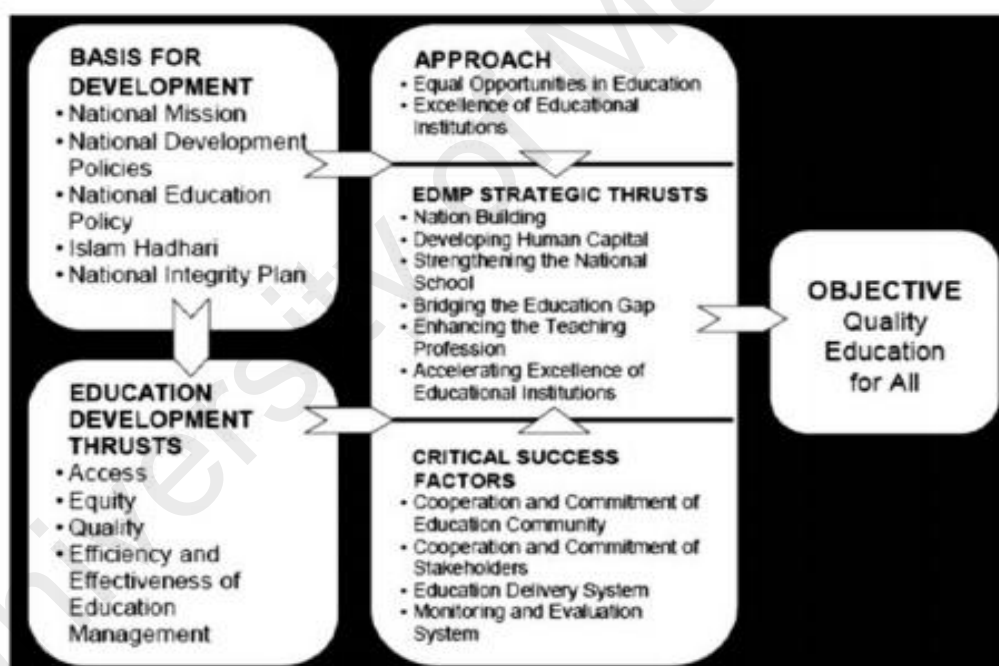 BASIS FOR
DEVELOPMENT
• National Mission
• National Development
Policies
• National Education
Policy
• Islam Hadhari
• National Integrity Plan
EDUCATION
DEVELOPMENT
THRUSTS
• Access
• Equity
• Quality
• Efficiency and
Effectiveness of
Education
Management
APPROACH
• Equal Opportunities in Education
• Excellence of Educational
Institutions
EDMP STRATEGIC THRUSTS
• Nation Building
• Developing Human Capital
• Strengthening the National
School
• Bridging the Education Gap
• Enhancing the Teaching
Profession
• Accelerating Excellence of
Educational Institutions
CRITICAL SUCCESS
FACTORS
• Cooperation and Commitment of
Education Community
• Cooperation and Commitment of
Stakeholders
• Education Delivery System
• Monitoring and Evaluation
System
OBJECTIVE
Quality
Education
for All